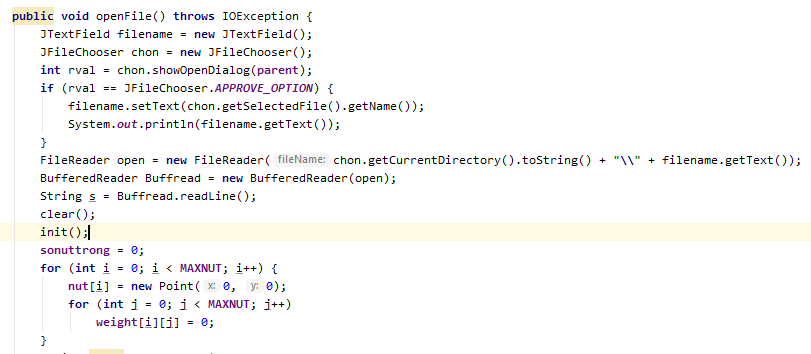 public void openFile() throws IOException {
    JTextField filename = new JTextField();
    JFileChooser chon = new JFileChooser();
    int rval = chon.showOpenDialog(parent);
    if (rval == JFileChooser.APPROVE_OPTION) {
        filename.setText(chon.getSelectedFile().getName());
        System.out.println(filename.getText());
    }
    FileReader open = new FileReader( fileName: chon.getCurrentDirectory().toString() + "\\" + filename.getText());
    BufferedReader Buffread = new BufferedReader(open);
    String s = Buffread.readLine();
    clear();
    init();
    sonuttrong = 0;
    for (int i = 0; i < MAXNUT; i++) {
        nut[i] = new Point( x: 0, y: 0);
        for (int j = 0; j < MAXNUT; j++)
            weight[i][j] = 0;
    }